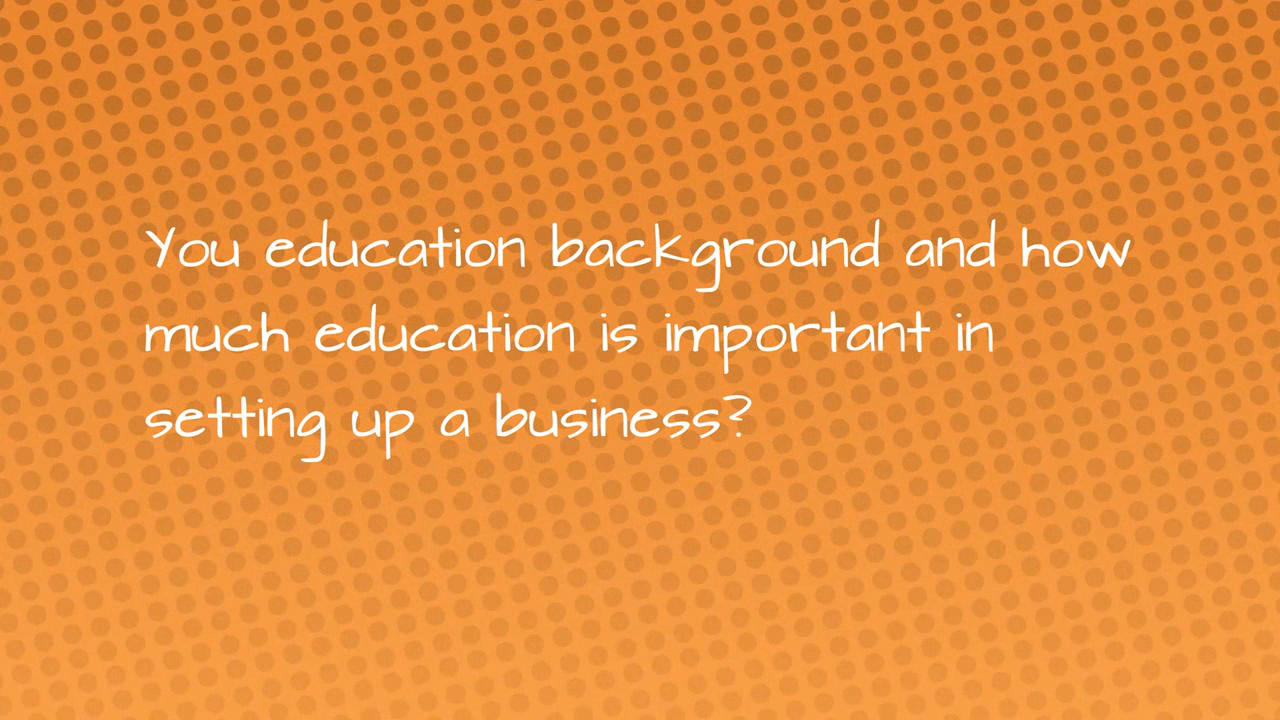 You education background and how
much education is important in
setting up a business?